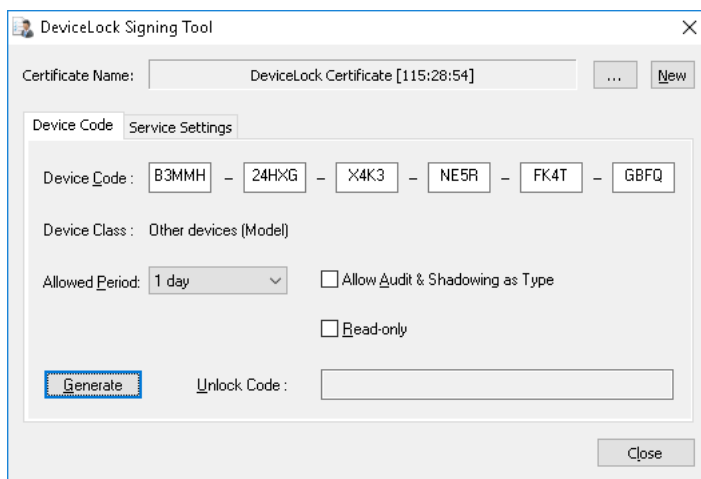 DeviceLock Signing Tool
Certificate Name: DeviceLock Certificate [115:28:54] ... New
Device Code Service Settings
Device Code : B3MMH - 24HXG - X4K3 - NE5R - FK4T - GBFQ
Device Class : Other devices (Model)
Allowed Period: 1 day Allow Audit & Shadowing as Type
Read-only
Generate Unlock Code :
Close